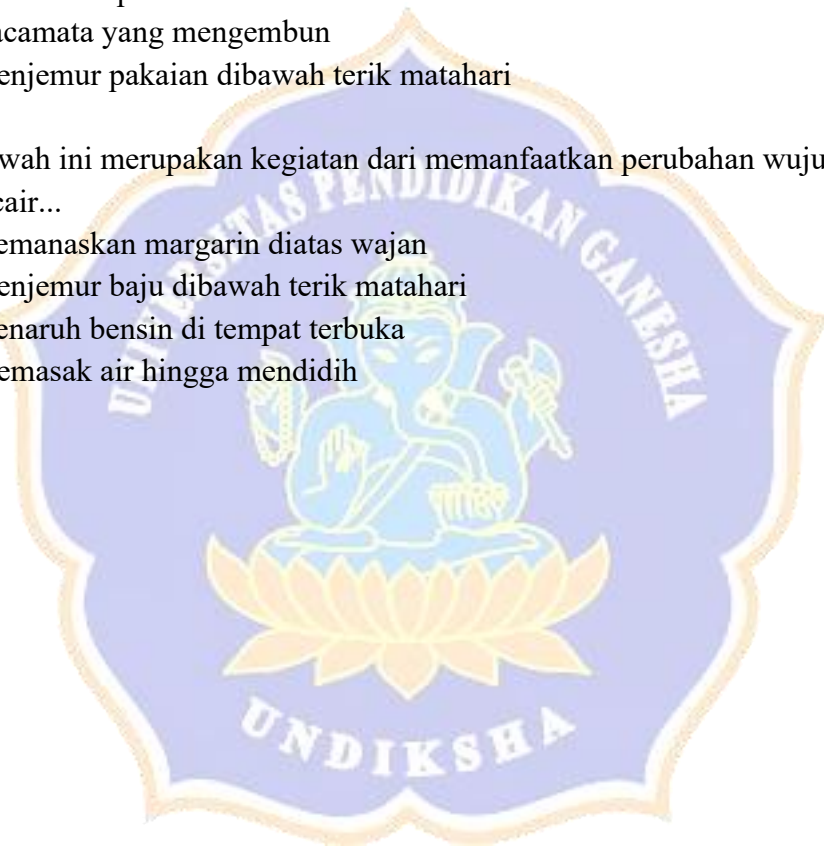 acamata yang mengembun
enjemur pakaian dibawah terik matahari
wah ini merupakan kegiatan dari memanfaatkan perubahan wuju
cair...
emanaskan margarin diatas wajan
enjemur baju dibawah terik matahari
enaruh bensin di tempat terbuka
emasak air hingga mendidih
UNIVERSITAS PENDIDIKAN GANESHA
UNDIKSHA